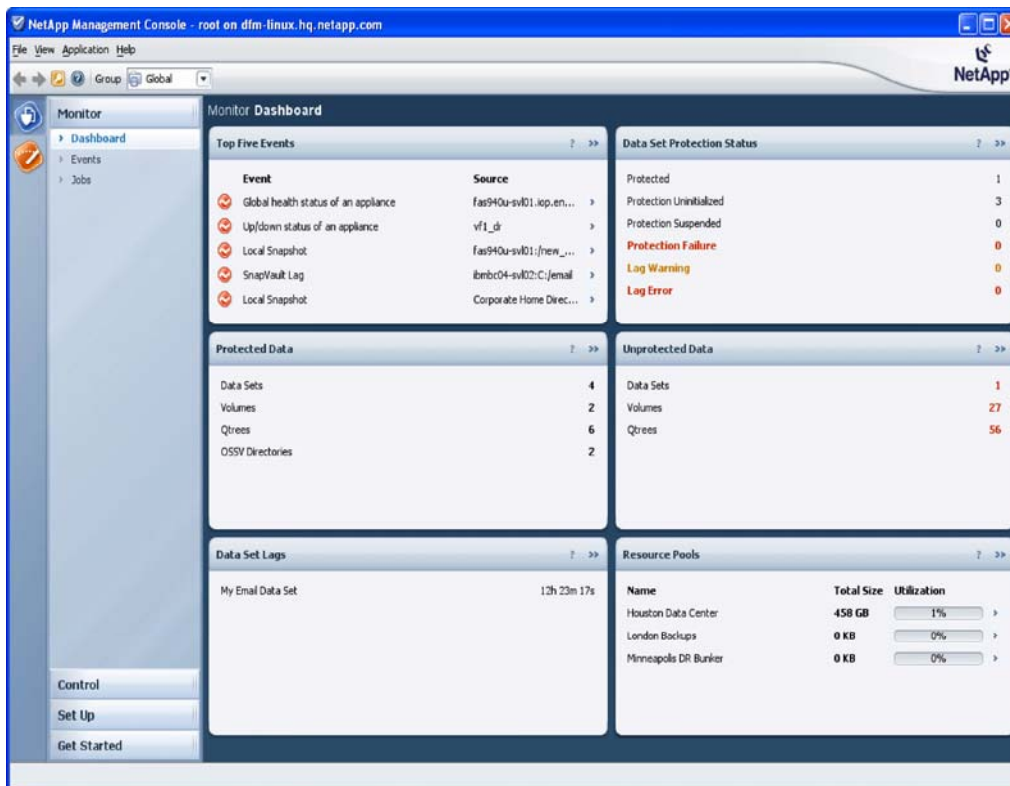 NetApp Management Console - root on dfm-linux.hq.netapp.com
File View Application Help
NetApp
Group Global
Monitor
Dashboard
Events
Jobs
Control
Set Up
Get Started
Monitor Dashboard
Top Five Events ? »
Event Source
Global health status of an appliance fas940u-svl01.iop.en... ›
Up/down status of an appliance vf1_dr ›
Local Snapshot fas940u-svl01:/new_... ›
SnapVault Lag ibmbc04-svl02:C:/email ›
Local Snapshot Corporate Home Direc... ›
Data Set Protection Status ? »
Protected 1
Protection Uninitialized 3
Protection Suspended 0
Protection Failure 0
Lag Warning 0
Lag Error 0
Protected Data ? »
Data Sets 4
Volumes 2
Qtrees 6
OSSV Directories 2
Unprotected Data ? »
Data Sets 1
Volumes 27
Qtrees 56
Data Set Lags ? »
My Email Data Set 12h 23m 17s
Resource Pools ? »
Name Total Size Utilization
Houston Data Center 458 GB 1% ›
London Backups 0 KB 0% ›
Minneapolis DR Bunker 0 KB 0% ›